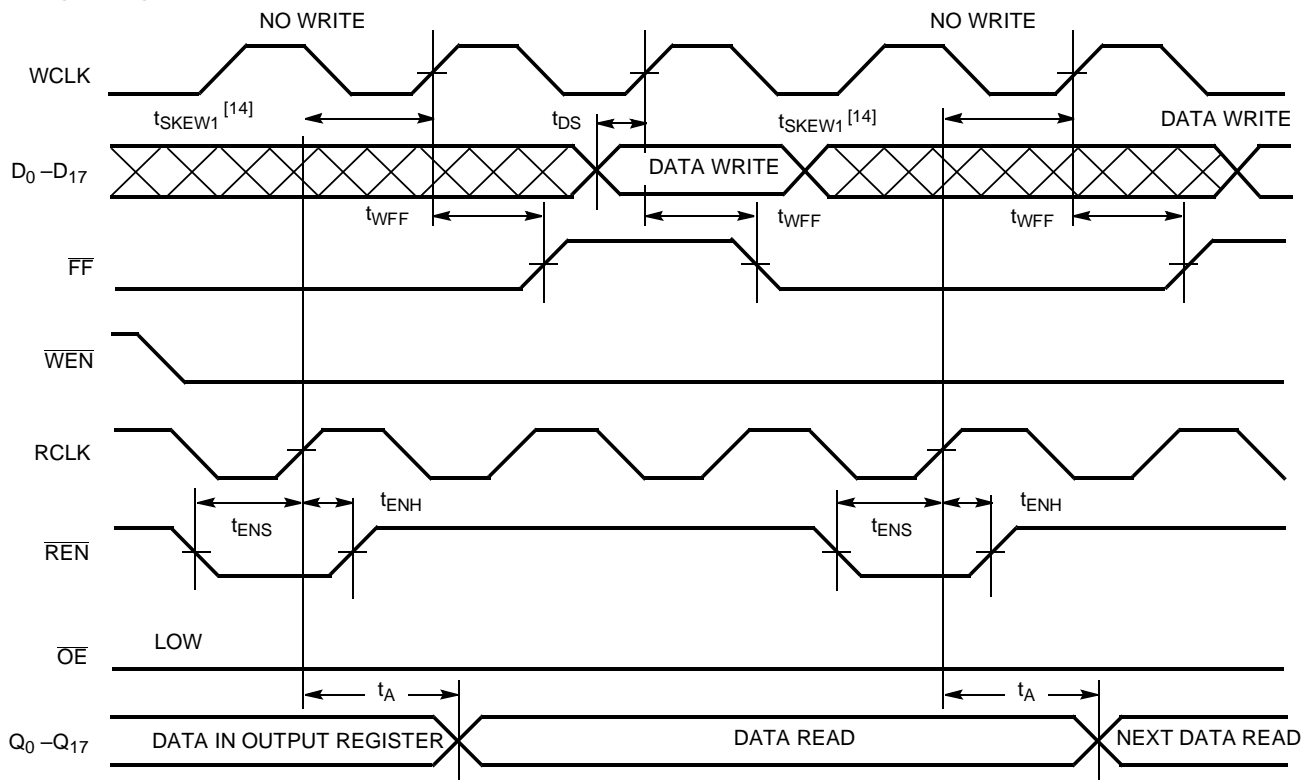 NO WRITE NO WRITE
WCLK
tSKEW1 [14] tDS tSKEW1 [14] DATA WRITE
D0 –D17 DATA WRITE
tWFF tWFF tWFF
FF
WEN
RCLK
tENH tENH
tENS tENS
REN
LOW
OE
tA tA
Q0 –Q17 DATA IN OUTPUT REGISTER DATA READ NEXT DATA READ